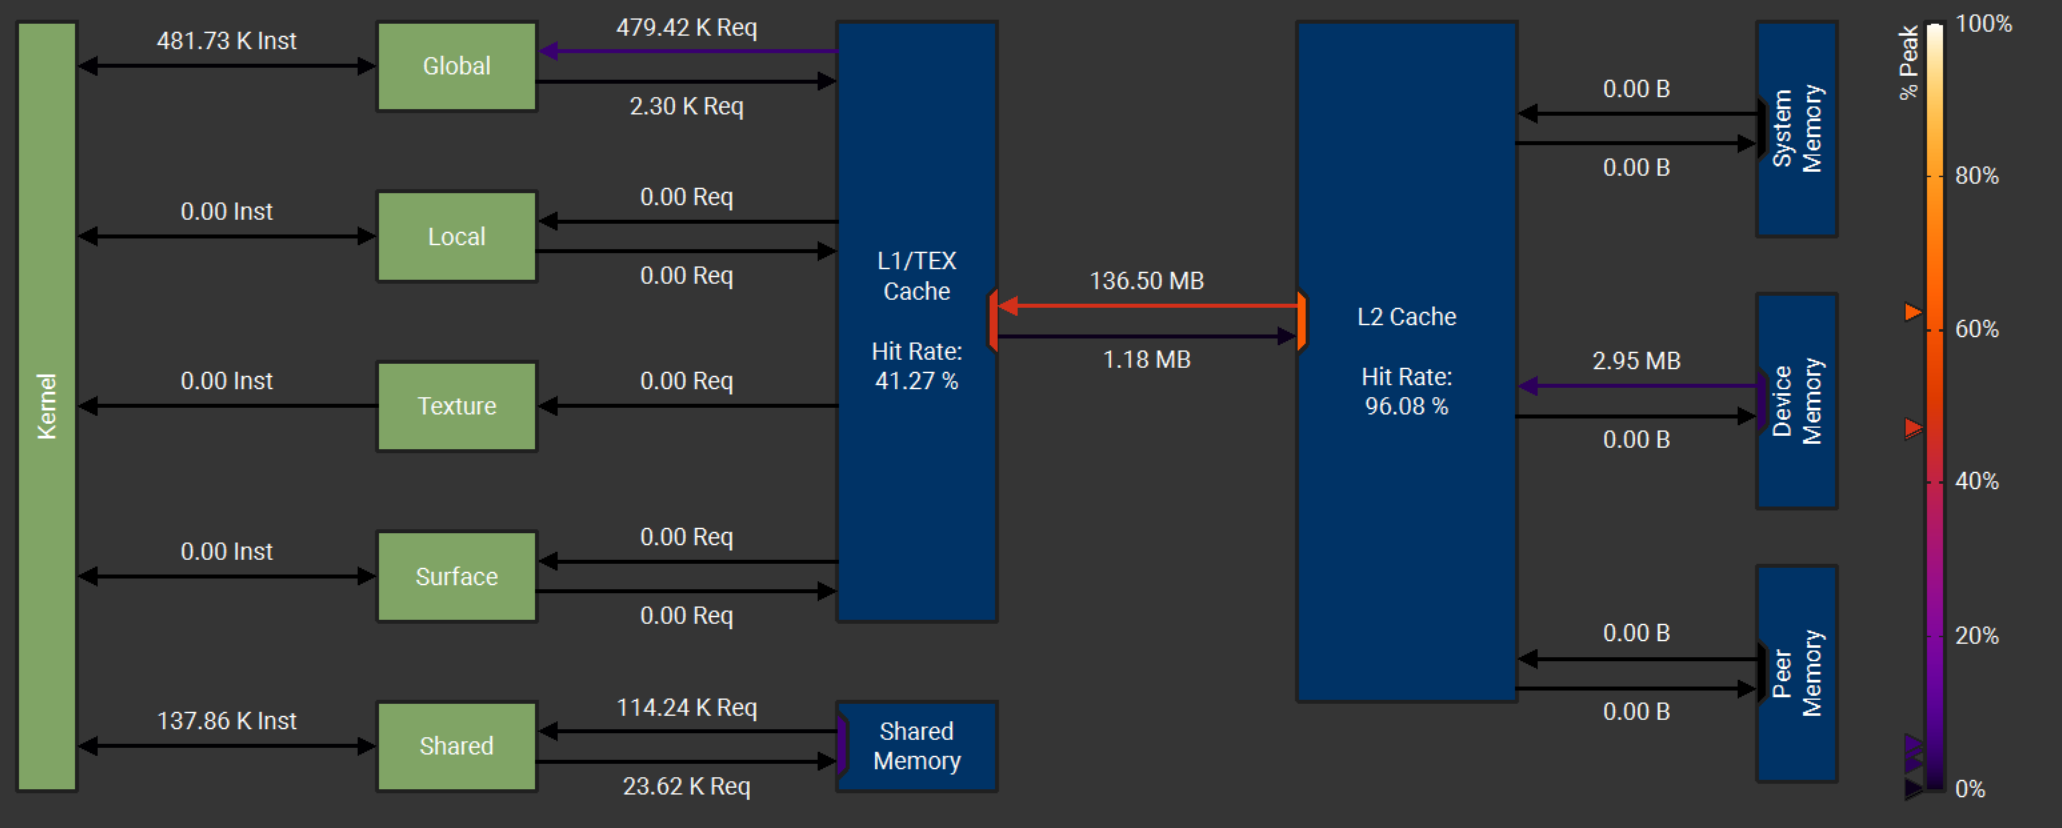 Kernel
481.73 K Inst
0.00 Inst
0.00 Inst
0.00 Inst
137.86 K Inst
Global
Local
Texture
Surface
Shared
479.42 K Req
2.30 K Req
0.00 Req
0.00 Req
0.00 Req
0.00 Req
0.00 Req
114.24 K Req
23.62 K Req
L1/TEX
Cache
Hit Rate:
41.27 %
Shared
Memory
136.50 MB
1.18 MB
L2 Cache
Hit Rate:
96.08 %
0.00 B
0.00 B
2.95 MB
0.00 B
0.00 B
0.00 B
System
Memory
Device
Memory
Peer
Memory
% Peak
100%
80%
60%
40%
20%
0%